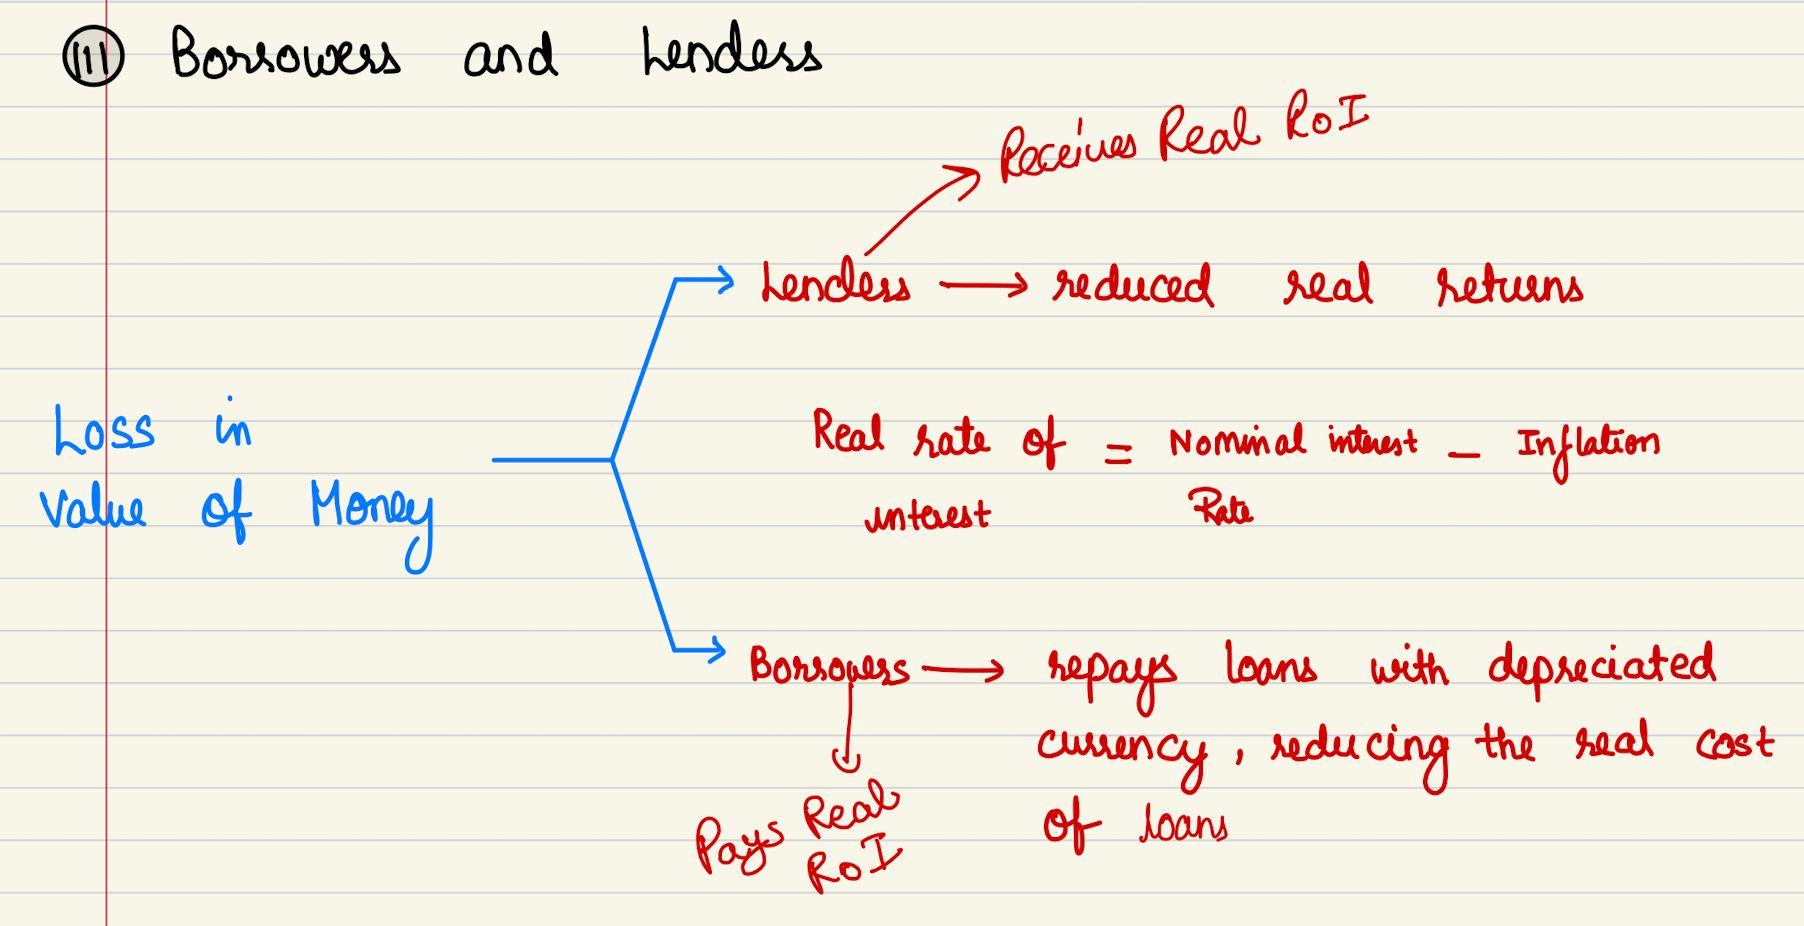 (III) Borrowers and Lenders
Receives Real RoI
Lenders → reduced real returns
Loss in
Value of Money
Real rate of = Nominal interest - Inflation
interest Rate
Borrowers → repays loans with depreciated
currency, reducing the real cost
of loans
Pays Real
RoI